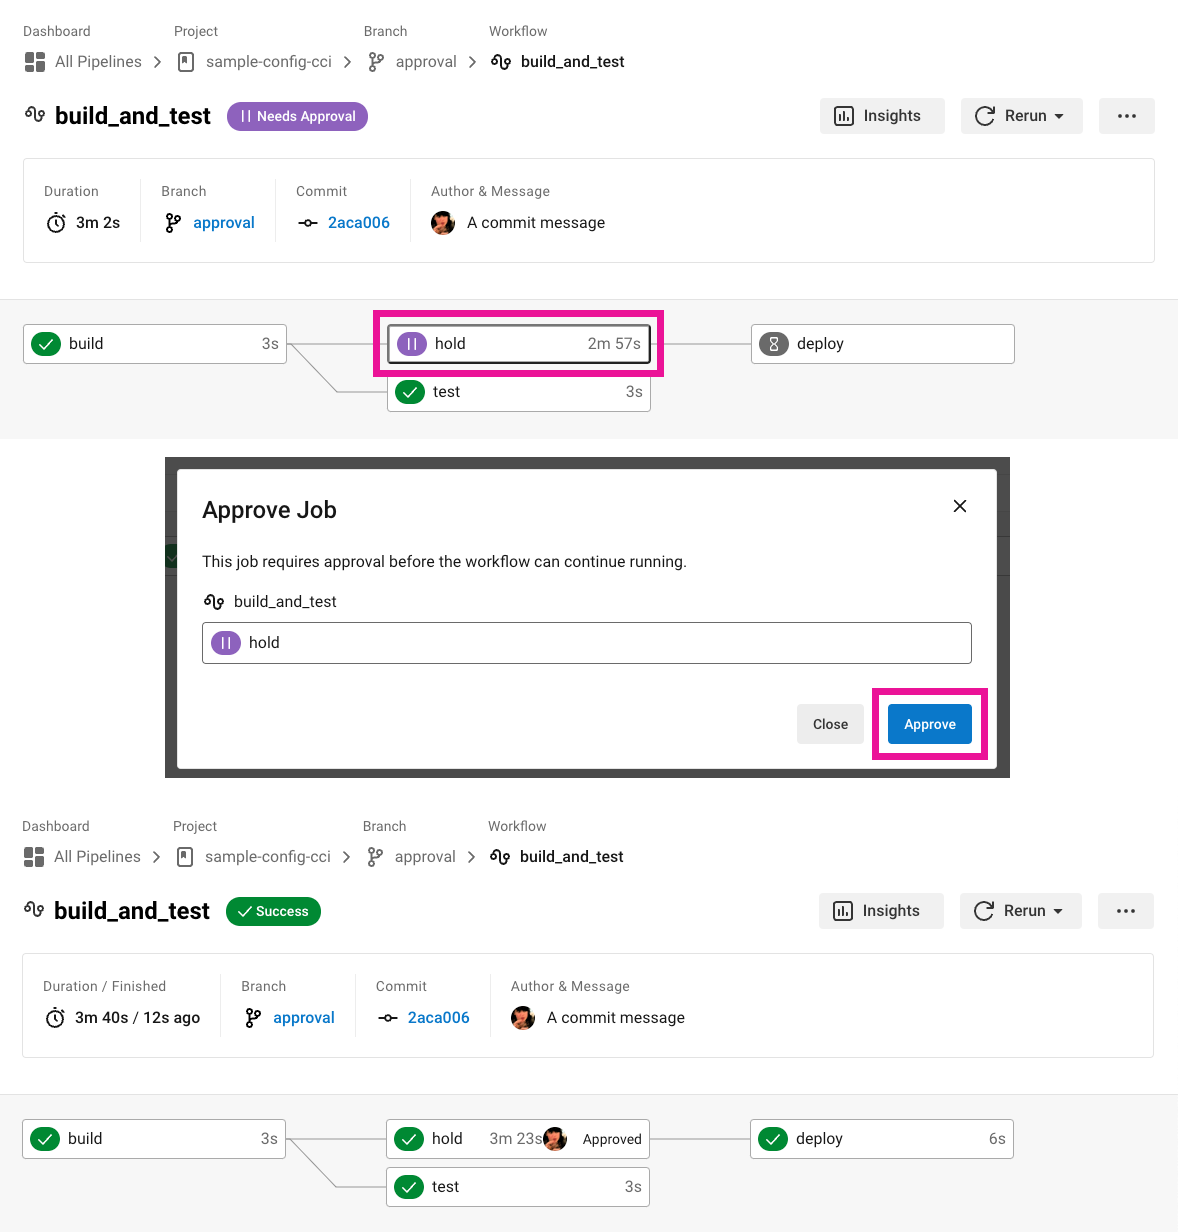 Dashboard Project Branch Workflow
All Pipelines sample-config-cci approval build_and_test
build_and_test Needs Approval Insights Rerun
Duration Branch Commit Author & Message
3m 2s approval 2aca006 A commit message
build 3s hold 2m 57s deploy
test 3s
Approve Job
This job requires approval before the workflow can continue running.
build_and_test
hold
Close Approve
Dashboard Project Branch Workflow
All Pipelines sample-config-cci approval build_and_test
build_and_test Success Insights Rerun
Duration / Finished Branch Commit Author & Message
3m 40s / 12s ago approval 2aca006 A commit message
build 3s hold 3m 23s Approved deploy 6s
test 3s